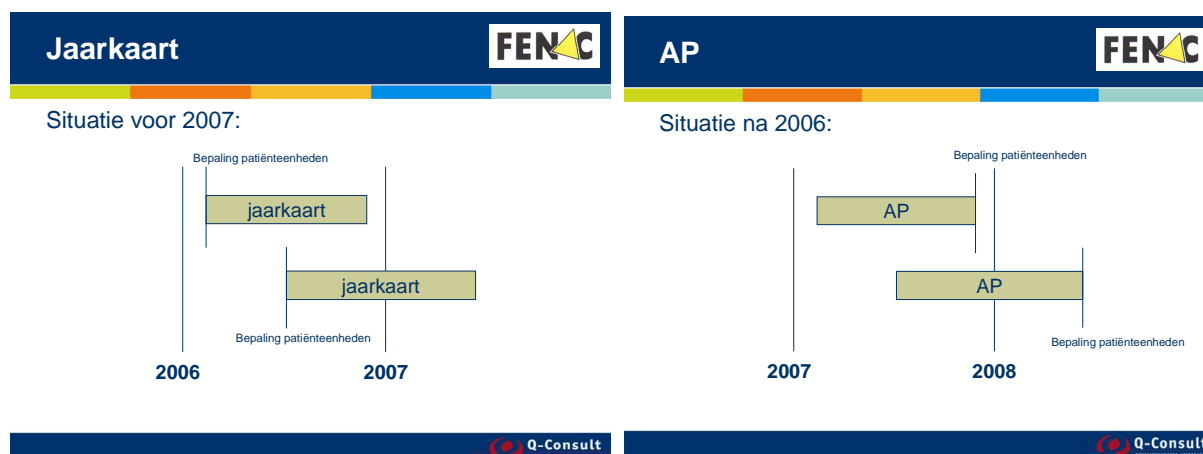 Jaarkaart
FENAC
Situatie voor 2007:
Bepaling patiënteenheden
jaarkaart
jaarkaart
Bepaling patiënteenheden
2006 2007
Q-Consult
AP
FENAC
Situatie na 2006:
Bepaling patiënteenheden
AP
AP
Bepaling patiënteenheden
2007 2008
Q-Consult